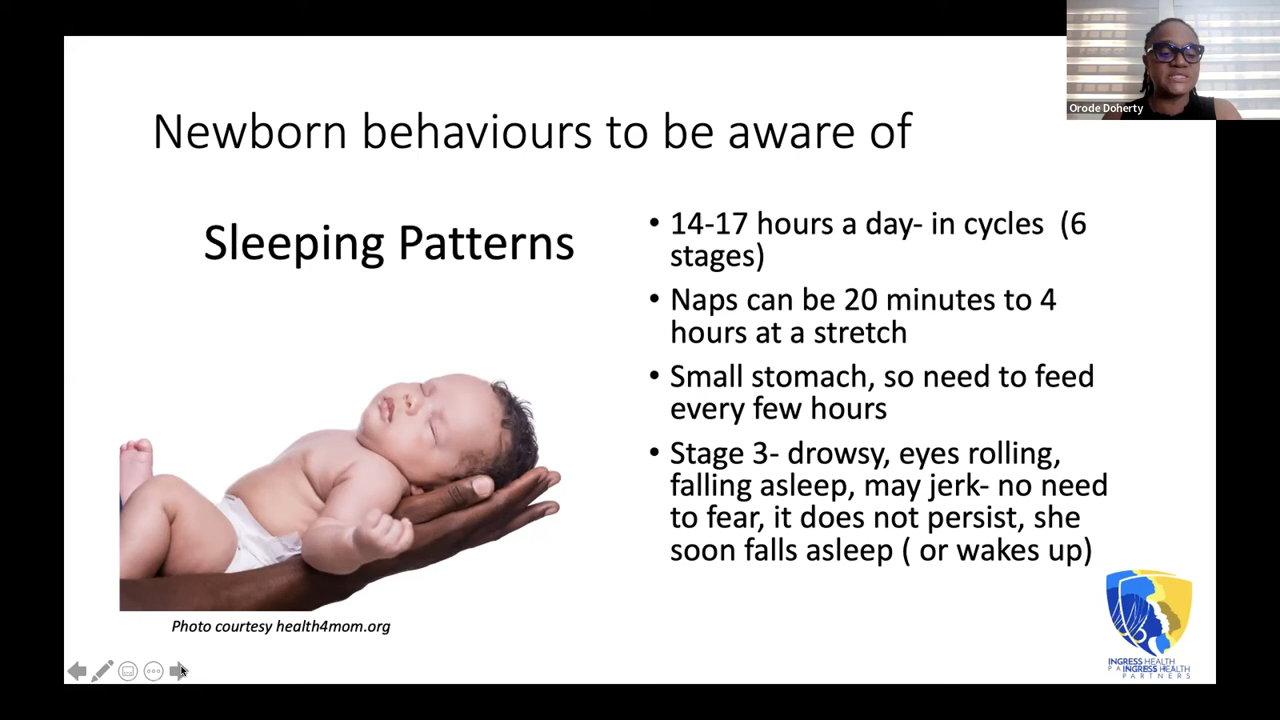 Orode Doherty
Newborn behaviours to be aware of
Sleeping Patterns
• 14-17 hours a day- in cycles (6
stages)
• Naps can be 20 minutes to 4
hours at a stretch
• Small stomach, so need to feed
every few hours
• Stage 3- drowsy, eyes rolling,
falling asleep, may jerk- no need
to fear, it does not persist, she
soon falls asleep ( or wakes up)
Photo courtesy health4mom.org
INGRESS HEALTH
PAINGRESS HEALTH
PARTNERS